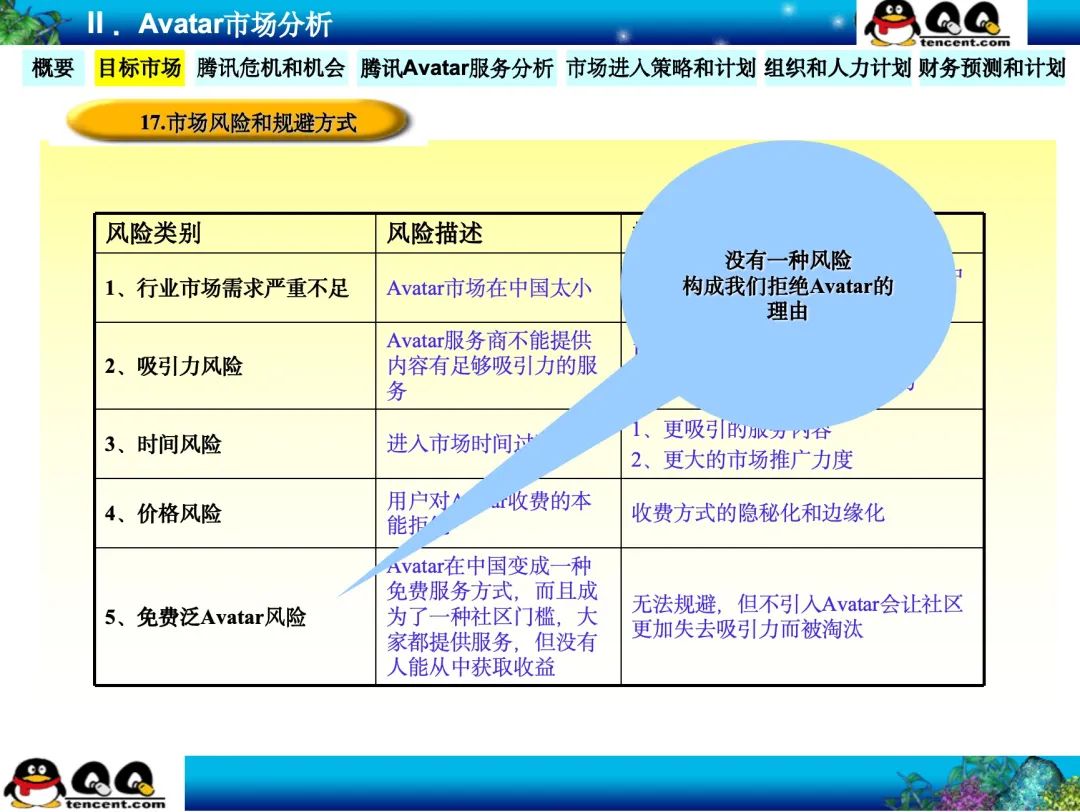 II．Avatar市场分析
QQ
tencent.com
概要 目标市场 腾讯危机和机会 腾讯Avatar服务分析 市场进入策略和计划 组织和人力计划 财务预测和计划
17.市场风险和规避方式
没有一种风险
构成我们拒绝Avatar的
理由
风险类别 风险描述
1、行业市场需求严重不足 Avatar市场在中国太小
2、吸引力风险
Avatar服务商不能提供
内容有足够吸引力的服
务
3、时间风险 进入市场时间过
1、更吸引的服务内容
2、更大的市场推广力度
4、价格风险
用户对 收费的本
能拒
收费方式的隐秘化和边缘化
5、免费泛Avatar风险
Avatar在中国变成一种
免费服务方式，而且成
为了一种社区门槛，大
家都提供服务，但没有
人能从中获取收益
无法规避，但不引入Avatar会让社区
更加失去吸引力而被淘汰
QQ
tencent.com